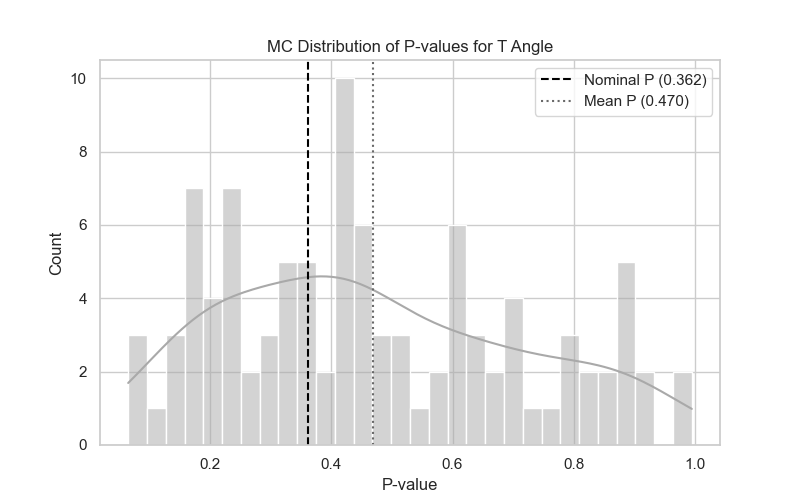 MC Distribution of P-values for T Angle
Nominal P (0.362)
Mean P (0.470)
10
8
6
4
2
0
Count
0.2 0.4 0.6 0.8 1.0
P-value